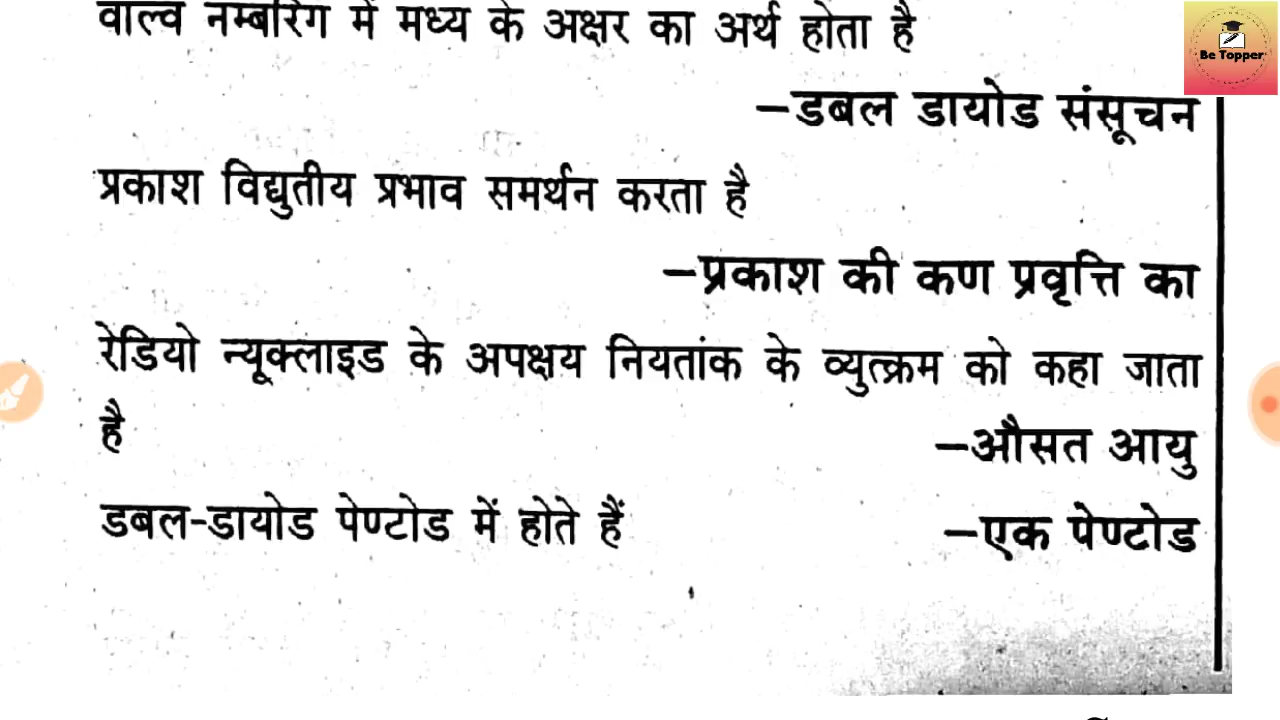 वाल्व नम्बरिंग में मध्य के अक्षर का अर्थ होता है
Be Topper
–डबल डायोड संसूचन
प्रकाश विद्युतीय प्रभाव समर्थन करता है
–प्रकाश की कण प्रवृत्ति का
रेडियो न्यूक्लाइड के अपक्षय नियतांक के व्युत्क्रम को कहा जाता
है –औसत आयु
डबल-डायोड पेण्टोड में होते हैं –एक पेण्टोड